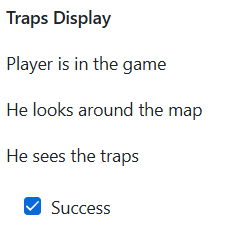 Traps Display
Player is in the game
He looks around the map
He sees the traps
Success